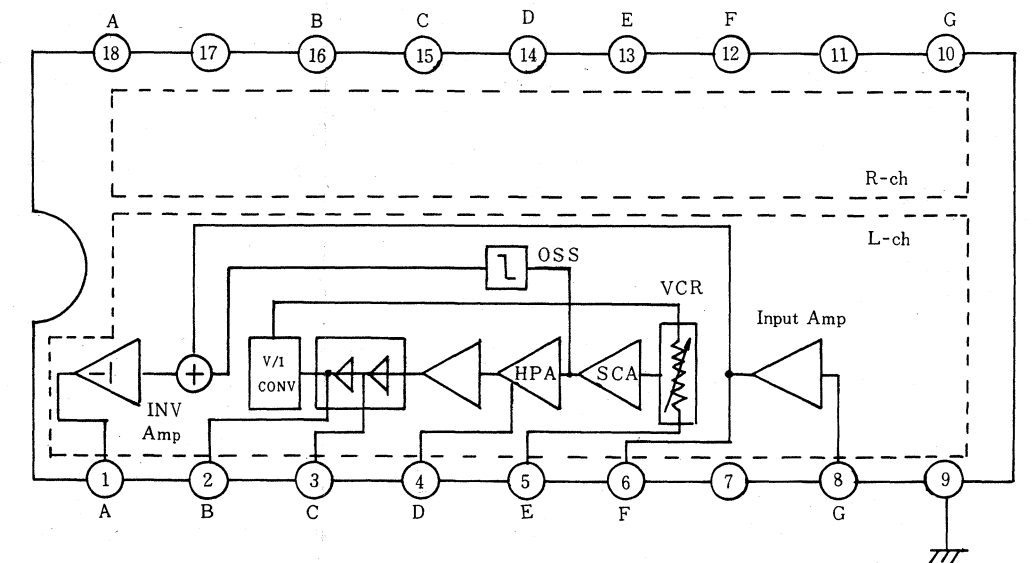 A B C D E F G
18 17 16 15 14 13 12 11 10
R-ch
L-ch
OSS
VCR
Input Amp
V/I
CONV
HPA
SCA
INV
Amp
1 2 3 4 5 6 7 8 9
A B C D E F G